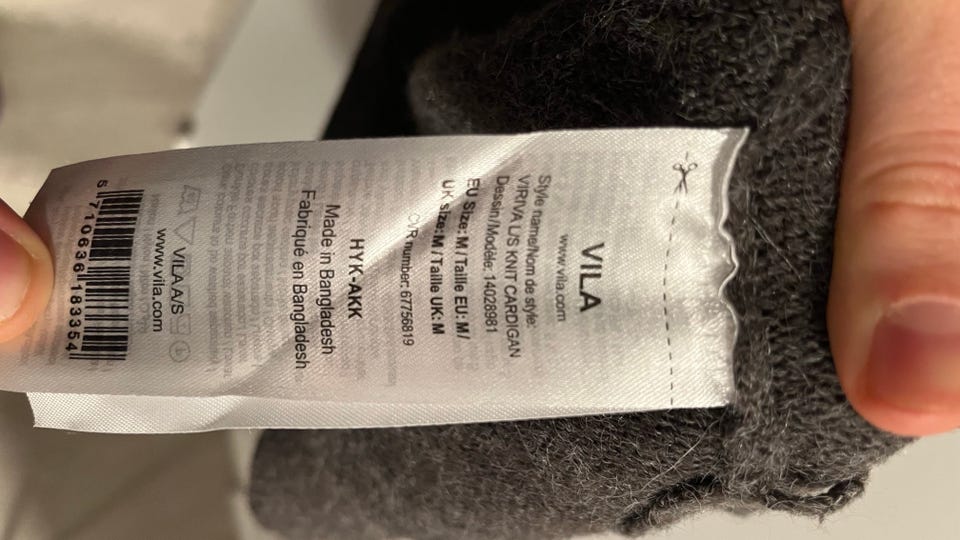 VILA
www.vila.com
Style name/Nom de style:
VIRIVA L/S KNIT CARDIGAN
Dessin/Modèle: 14028981
EU Size: M / Taille EU: M /
UK size: M / Taille UK: M
CVR number: 67756819
HYK-AKK
Made in Bangladesh
Fabriqué en Bangladesh
VILA A/S
www.vila.com
5 710636 183354